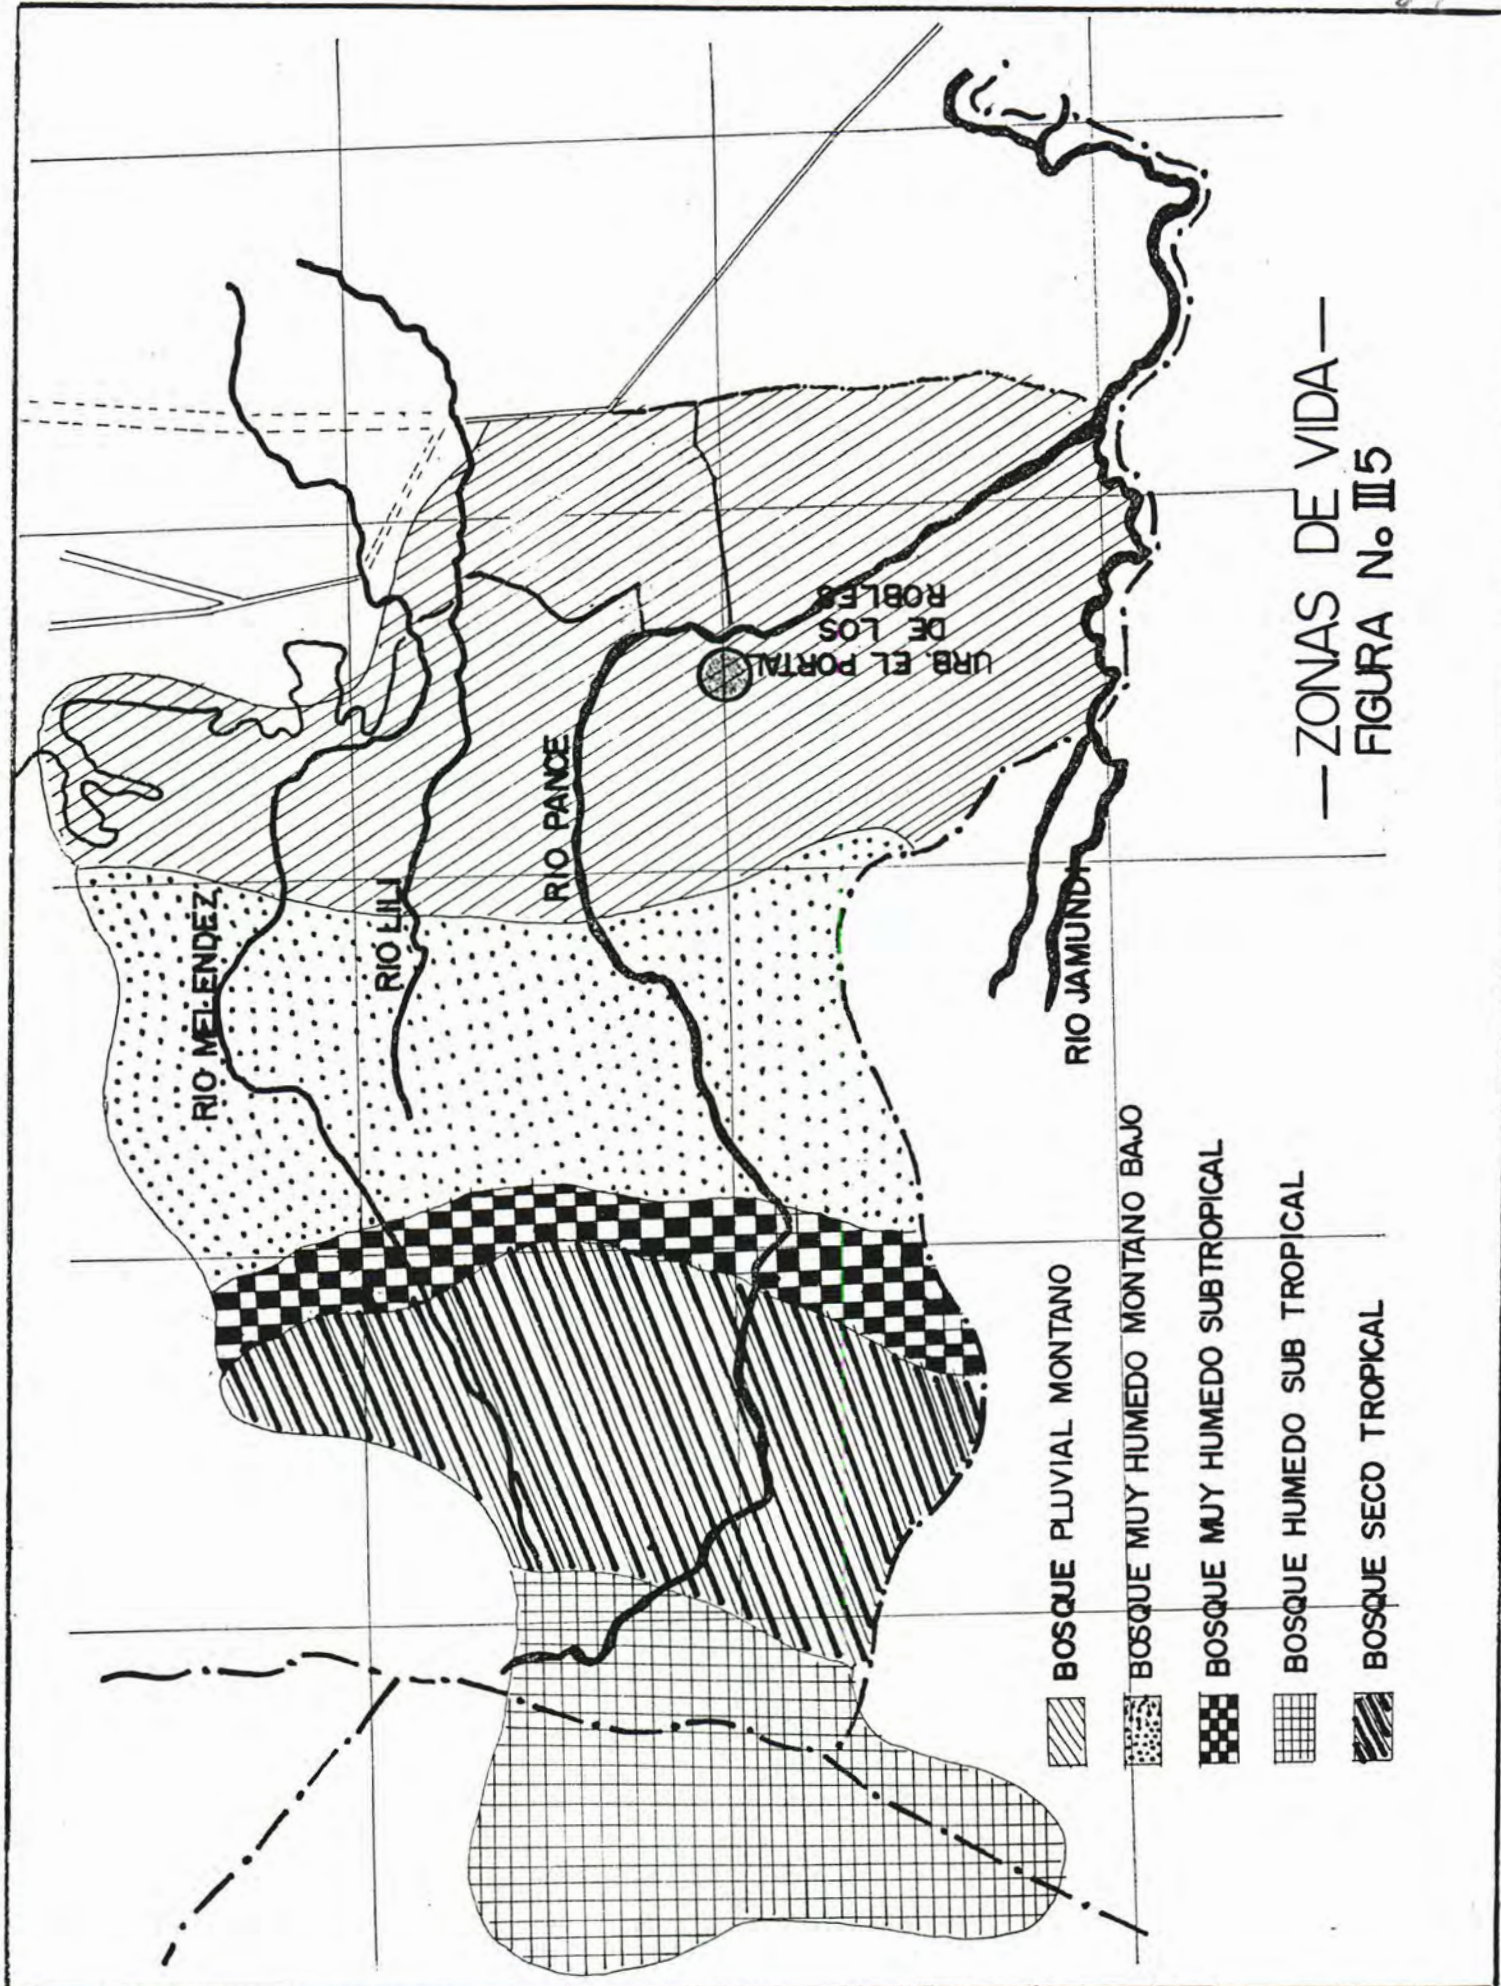 RIO MELENDEZ
RIO LILI
RIO PANCE
URB. EL PORTAL
DE LOS
ROBLES
RIO JAMUNDI
BOSQUE PLUVIAL MONTANO
BOSQUE MUY HUMEDO MONTANO BAJO
BOSQUE MUY HUMEDO SUBTROPICAL
BOSQUE HUMEDO SUB TROPICAL
BOSQUE SECO TROPICAL
—ZONAS DE VIDA—
FIGURA No. III5